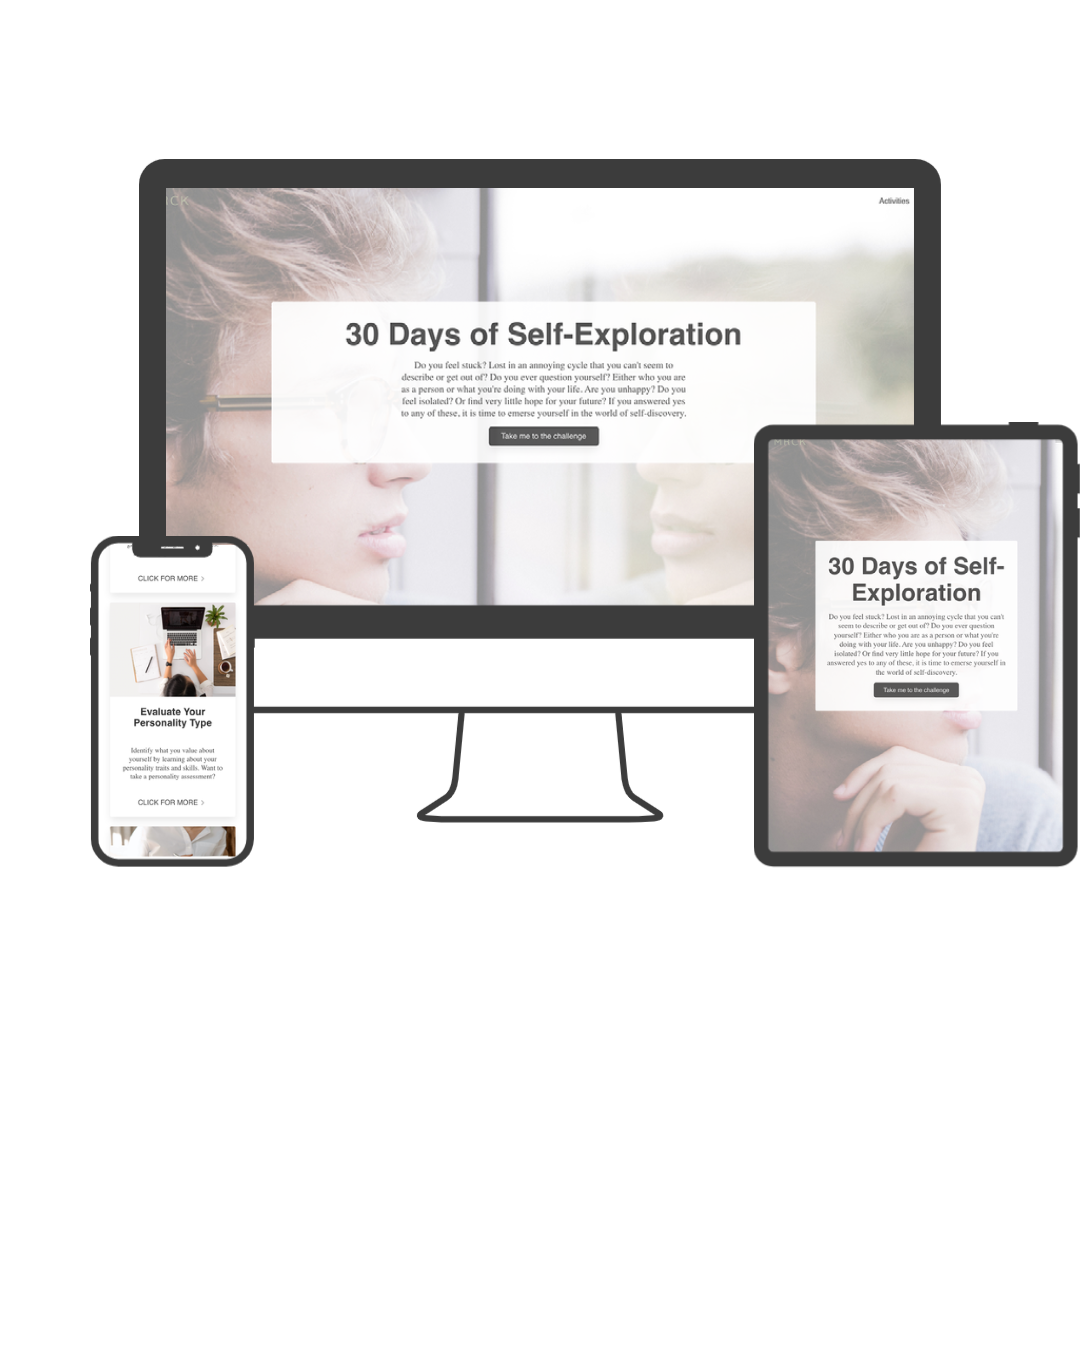 Activities
30 Days of Self-Exploration
Do you feel stuck? Lost in an annoying cycle that you can't seem to
describe or get out of? Do you ever question yourself? Either who you are
as a person or what you're doing with your life. Are you unhappy? Do you
feel isolated? Or find very little hope for your future? If you answered yes
to any of these, it is time to emerse yourself in the world of self-discovery.
Take me to the challenge
30 Days of Self-
Exploration
Do you feel stuck? Lost in an annoying cycle that you can't
seem to describe or get out of? Do you ever question
yourself? Either who you are as a person or what you're
doing with your life. Are you unhappy? Do you feel
isolated? Or find very little hope for your future? If you
answered yes to any of these, it is time to emerse yourself in
the world of self-discovery.
Take me to the challenge
CLICK FOR MORE >
Evaluate Your
Personality Type
Identify what you value about
yourself by learning about your
personality traits and skills. Want to
take a personality assessment?
CLICK FOR MORE >